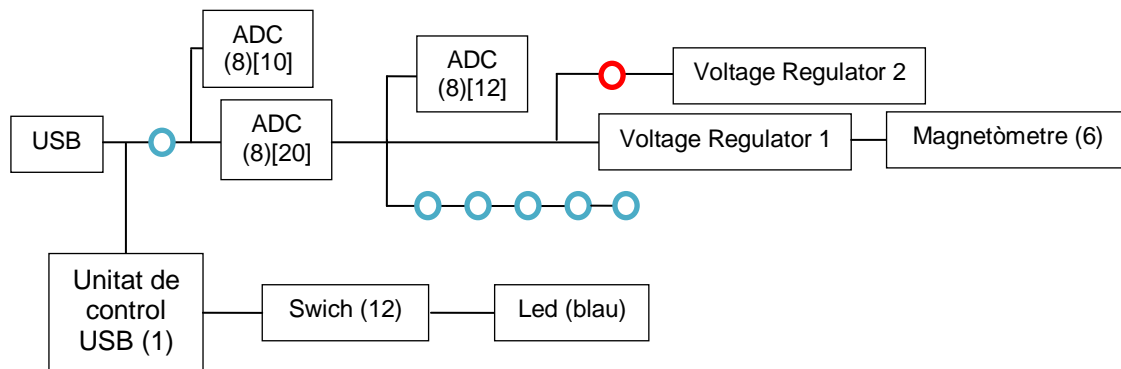 ADC
(8)[10]
ADC
(8)[12]
Voltage Regulator 2
USB
ADC
(8)[20]
Voltage Regulator 1
Magnetòmetre (6)
Unitat de
control
USB (1)
Swich (12)
Led (blau)